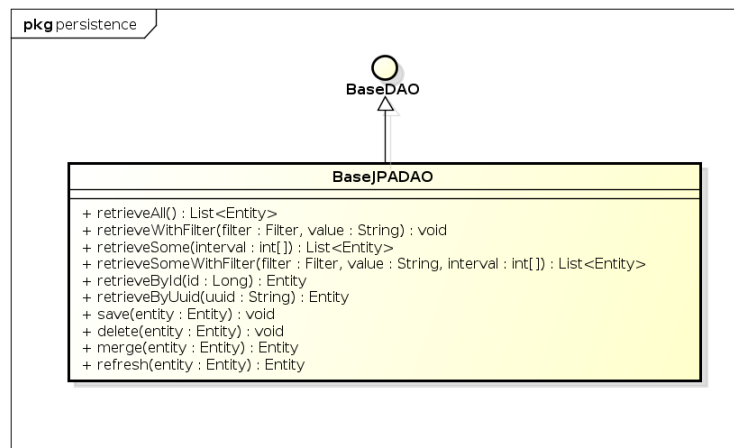 pkg persistence
BaseDAO
BaseJPADAO
+ retrieveAll() : List<Entity>
+ retrieveWithFilter(filter : Filter, value : String) : void
+ retrieveSome(interval : int[]) : List<Entity>
+ retrieveSomeWithFilter(filter : Filter, value : String, interval : int[]) : List<Entity>
+ retrieveById(id : Long) : Entity
+ retrieveByUuid(uuid : String) : Entity
+ save(entity : Entity) : void
+ delete(entity : Entity) : void
+ merge(entity : Entity) : Entity
+ refresh(entity : Entity) : Entity